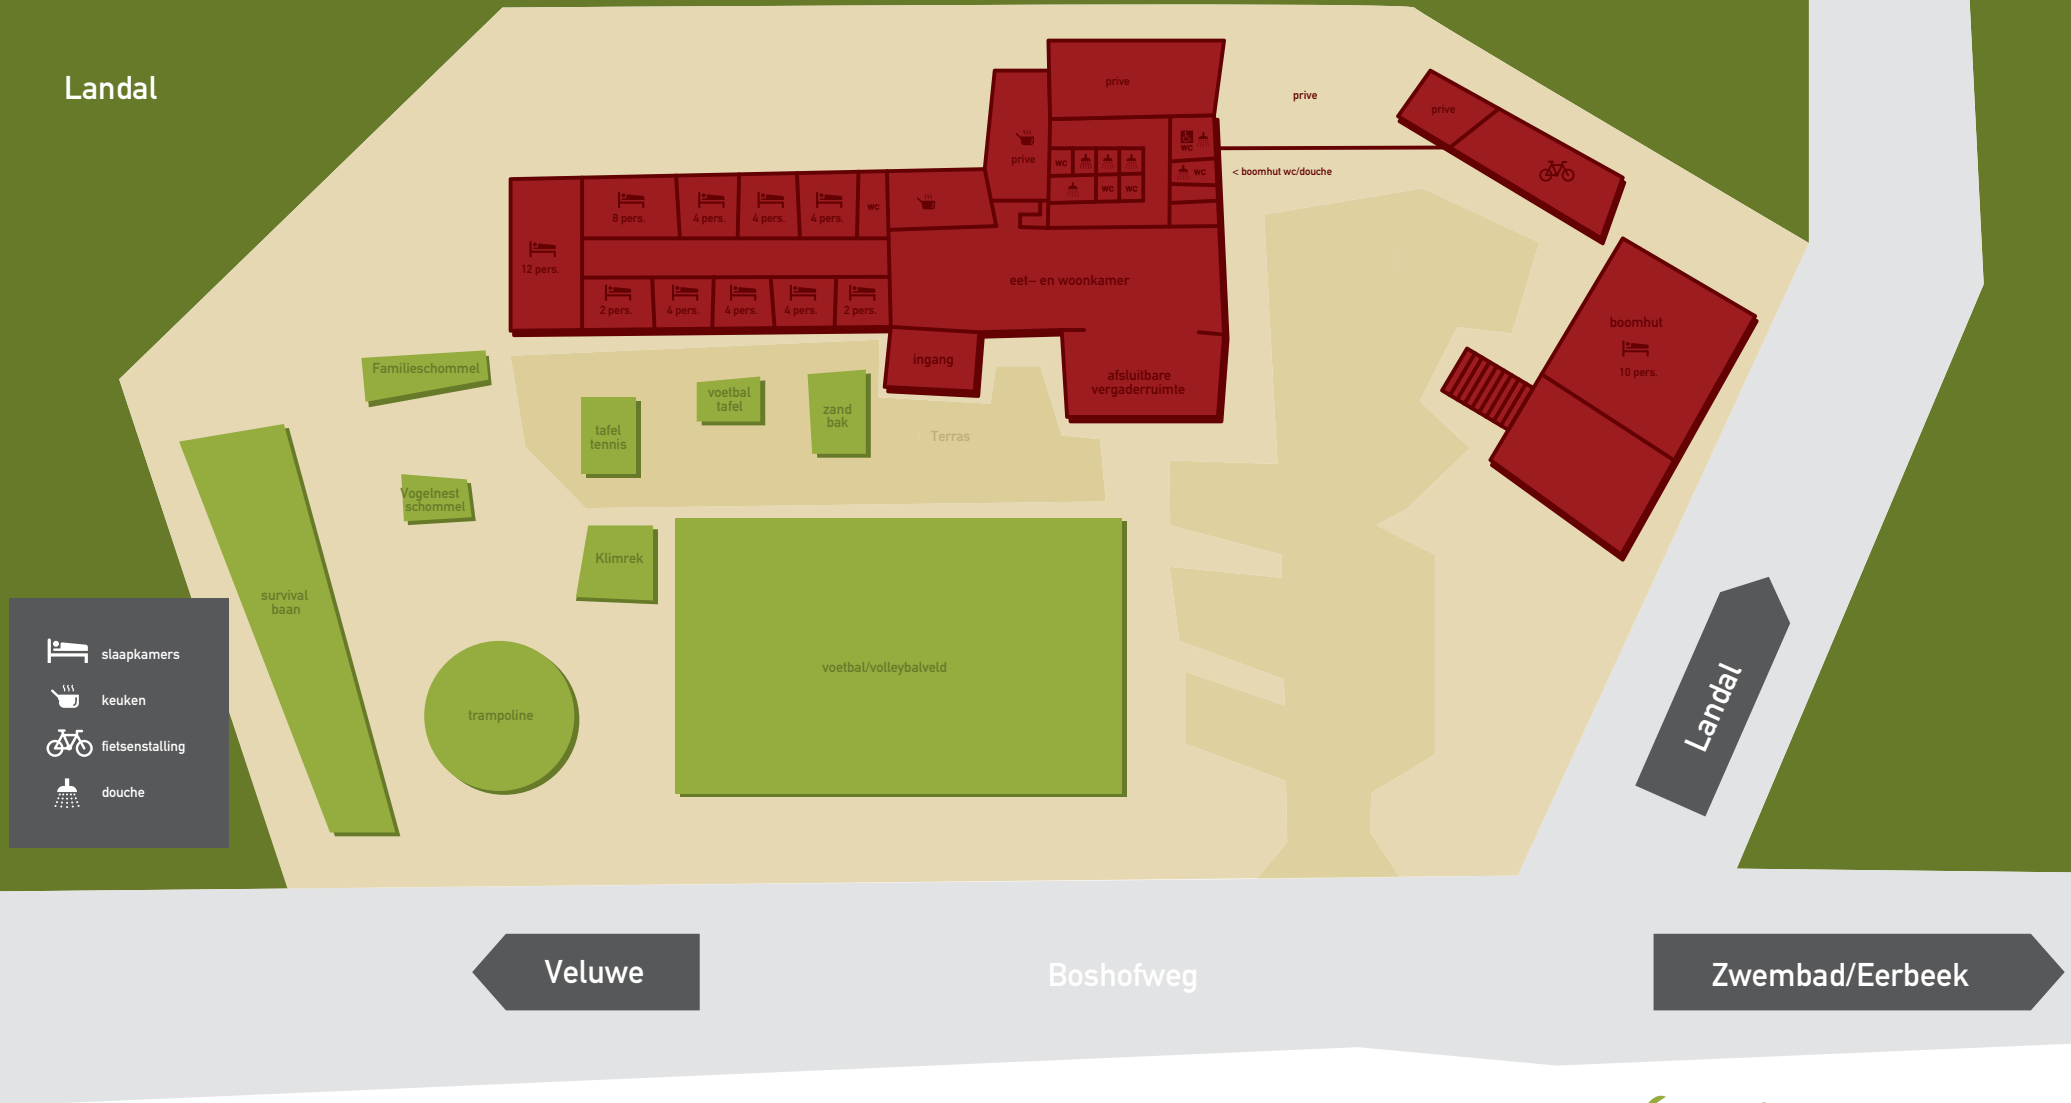 Landal
prive
prive
prive
prive
wc
< boomhut wc/douche
prive
wc
wc
wc
wc
8 pers.
4 pers.
4 pers.
4 pers.
wc
12 pers.
2 pers.
4 pers.
4 pers.
4 pers.
2 pers.
eet– en woonkamer
ingang
afsluitbare
vergaderruimte
boomhut
10 pers.
Familieschommel
voetbal
tafel
zand
bak
tafel
tennis
Terras
Vogelnest
schommel
Klimrek
survival
baan
trampoline
voetbal/volleybalveld
slaapkamers
keuken
fietsenstalling
douche
Landal
Veluwe
Boshofweg
Zwembad/Eerbeek